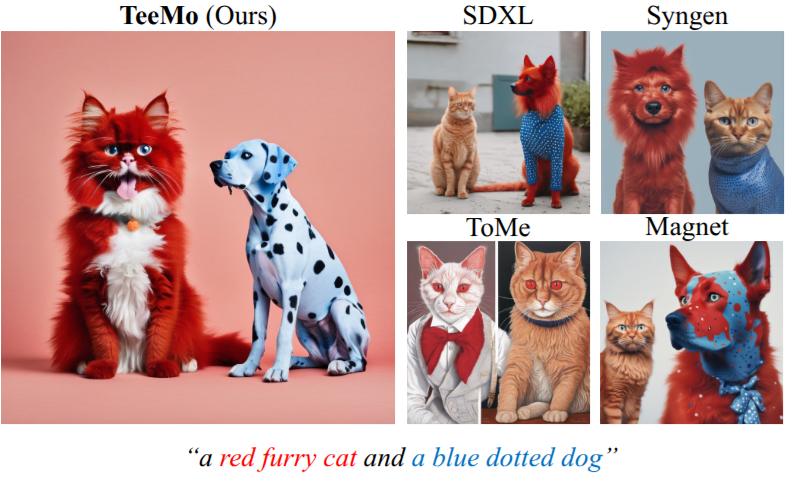 TeeMo (Ours)
SDXL
Syngen
ToMe
Magnet
“a red furry cat and a blue dotted dog”